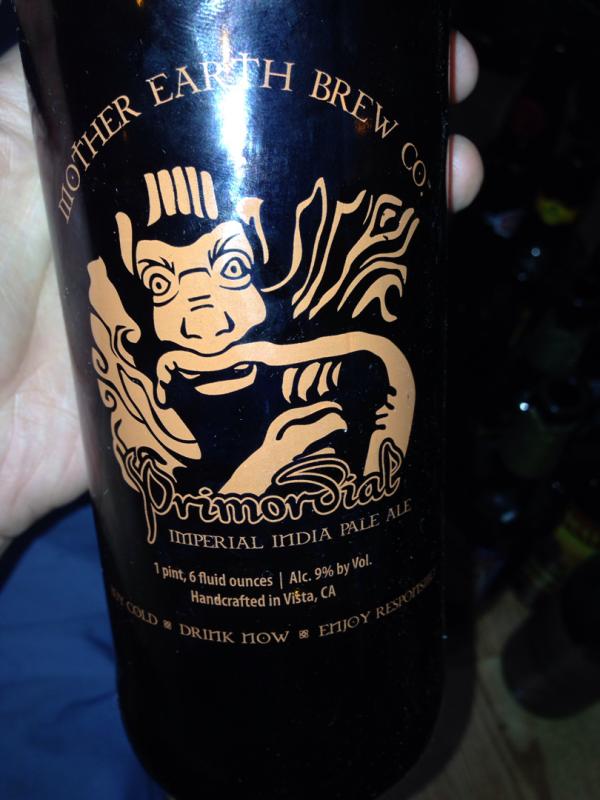 MOTHER EARTH BREW CO.
Primordial
IMPERIAL INDIA PALE ALE
1 pint, 6 fluid ounces | Alc. 9% by Vol.
Handcrafted in Vista, CA
COLD ※ DRINK NOW ※ ENJOY